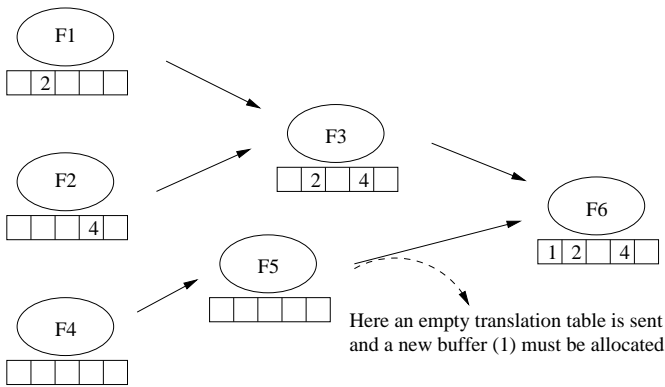 F1
2
F2
4
F3
2 4
F4
F5
F6
1 2 4
Here an empty translation table is sent
and a new buffer (1) must be allocated